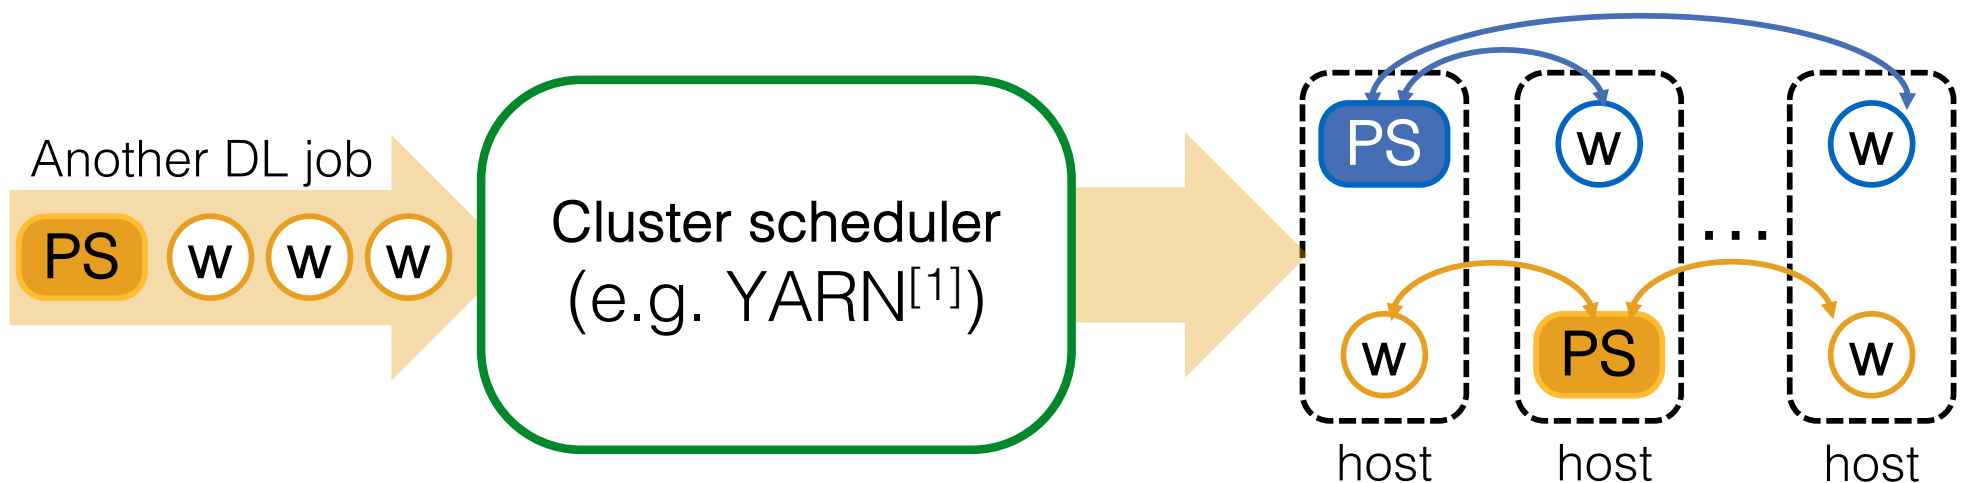 Another DL job
PS w w w
Cluster scheduler
(e.g. YARN[1])
PS w w
...
w PS w
host host host